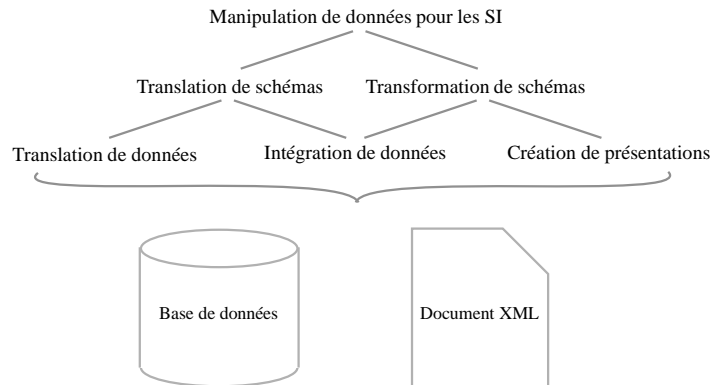 Manipulation de données pour les SI
Translation de schémas
Transformation de schémas
Translation de données
Intégration de données
Création de présentations
Base de données
Document XML